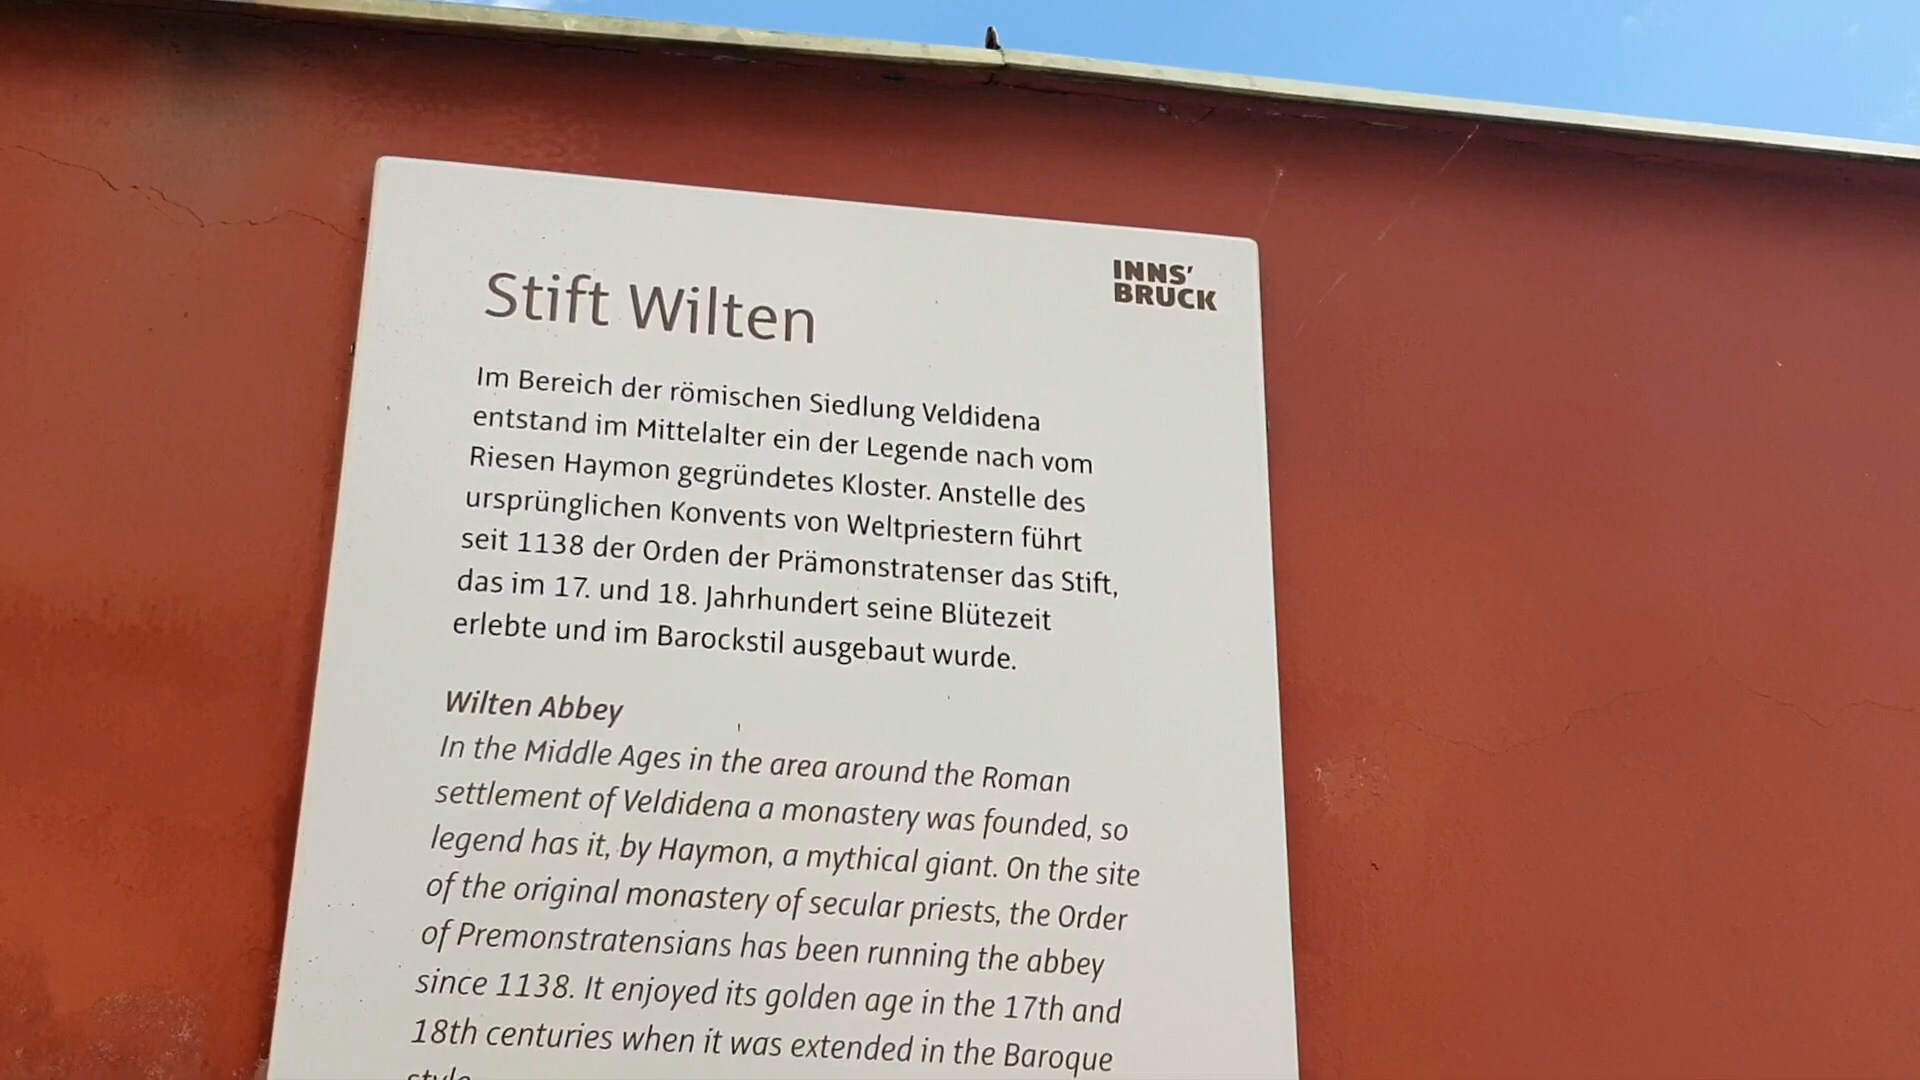 Stift Wilten
INNS'
BRUCK
Im Bereich der römischen Siedlung Veldidena
entstand im Mittelalter ein der Legende nach vom
Riesen Haymon gegründetes Kloster. Anstelle des
ursprünglichen Konvents von Weltpriestern führt
seit 1138 der Orden der Prämonstratenser das Stift,
das im 17. und 18. Jahrhundert seine Blütezeit
erlebte und im Barockstil ausgebaut wurde.
Wilten Abbey
In the Middle Ages in the area around the Roman
settlement of Veldidena a monastery was founded, so
legend has it, by Haymon, a mythical giant. On the site
of the original monastery of secular priests, the Order
of Premonstratensians has been running the abbey
since 1138. It enjoyed its golden age in the 17th and
18th centuries when it was extended in the Baroque
style